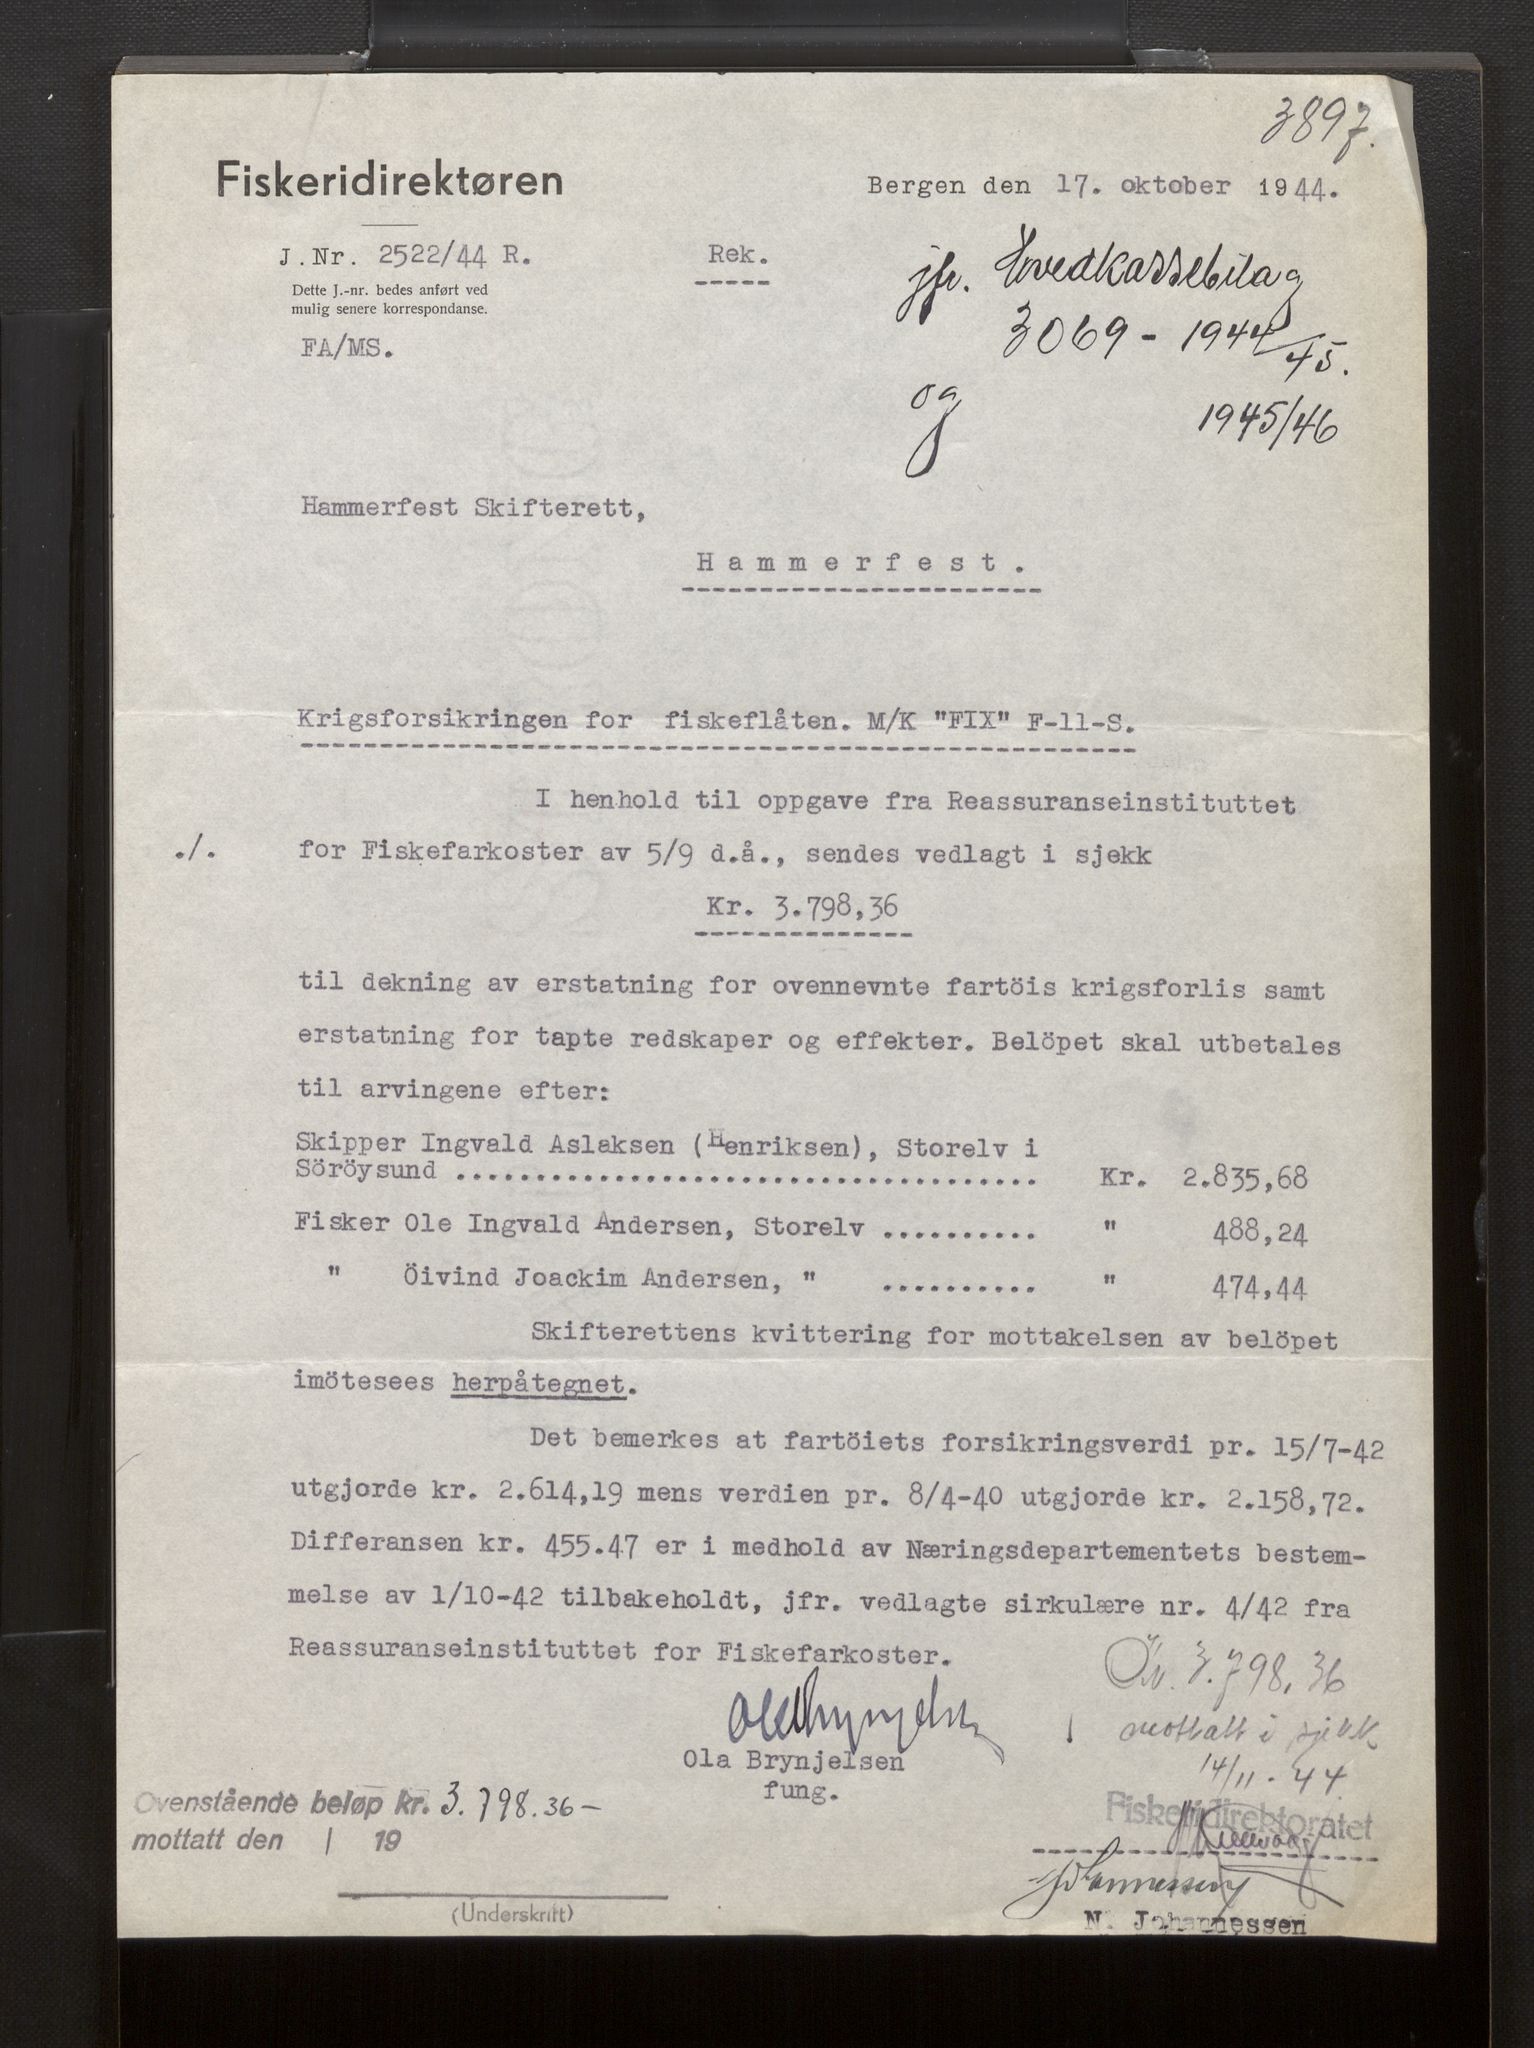 3897.
Fiskeridirektøren
Bergen den 17. oktober 1944.
J.Nr. 2522/44 R.
Rek.
Dette J.-nr. bedes anført ved
mulig senere korrespondanse.
FA/MS.
jfr. Hovedkassebilag
3069 - 1944/45.
og 1945/46
Hammerfest Skifterett,
Hammerfest.
Krigsforsikringen for fiskeflåten. M/K "FIX" F-11-S.
I henhold til oppgave fra Reassuranseinstituttet
./. for Fiskefarkoster av 5/9 d.å., sendes vedlagt i sjekk
Kr. 3.798,36
til dekning av erstatning for ovennevnte fartöis krigsforlis samt
erstatning for tapte redskaper og effekter. Belöpet skal utbetales
til arvingene efter:
Skipper Ingvald Aslaksen (Henriksen), Storelv i
Söröysund ..................................... Kr. 2.835,68
Fisker Ole Ingvald Andersen, Storelv .......... " 488,24
" Öivind Joackim Andersen, " .......... " 474,44
Skifterettens kvittering for mottakelsen av belöpet
imötesees herpåtegnet.
Det bemerkes at fartöiets forsikringsverdi pr. 15/7-42
utgjorde kr. 2.614,19 mens verdien pr. 8/4-40 utgjorde kr. 2.158,72.
Differansen kr. 455.47 er i medhold av Næringsdepartementets bestem-
melse av 1/10-42 tilbakeholdt, jfr. vedlagte sirkulære nr. 4/42 fra
Reassuranseinstituttet for Fiskefarkoster.
Kr. 3.798,36
mottatt i sjekk
14/11-44
Ola Brynjelsen
fung.
Ovenstående beløp kr. 3.798.36-
mottatt den / 19
Fiskeridirektoratet
(Underskrift)
N. Johannessen